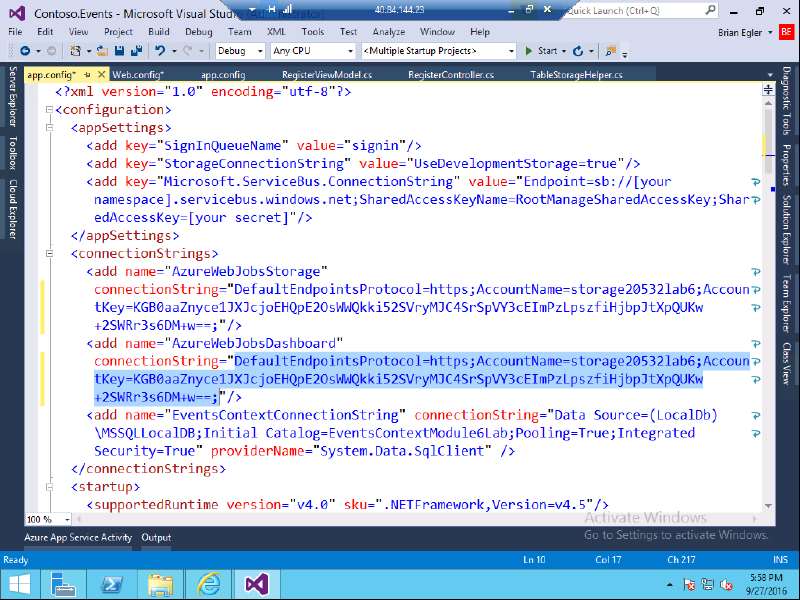 Contoso.Events - Microsoft Visual Stu
40.84.144.23
Quick Launch (Ctrl+Q)
File Edit View Project Build Debug Team XML Tools Test Analyze Window Help
Brian Egler BE
Debug Any CPU <Multiple Startup Projects> Start
app.config* Web.config* app.config RegisterViewModel.cs RegisterController.cs TableStorageHelper.cs
Server Explorer
Toolbox
Cloud Explorer
<?xml version="1.0" encoding="utf-8"?>
<configuration>
<appSettings>
<add key="SignInQueueName" value="signin"/>
<add key="StorageConnectionString" value="UseDevelopmentStorage=true"/>
<add key="Microsoft.ServiceBus.ConnectionString" value="Endpoint=sb://[your
namespace].servicebus.windows.net;SharedAccessKeyName=RootManageSharedAccessKey;Shar
edAccessKey=[your secret]"/>
</appSettings>
<connectionStrings>
<add name="AzureWebJobsStorage"
connectionString="DefaultEndpointsProtocol=https;AccountName=storage20532lab6;Accoun
tKey=KGB0aaZnyce1JXJcjoEHQpE2OsWWQkki52SVryMJC4SrSpVY3cEImPzLpszfiHjbpJtXpQUKw
+2SWRr3s6DM+w==;"/>
<add name="AzureWebJobsDashboard"
connectionString="DefaultEndpointsProtocol=https;AccountName=storage20532lab6;Accoun
tKey=KGB0aaZnyce1JXJcjoEHQpE2OsWWQkki52SVryMJC4SrSpVY3cEImPzLpszfiHjbpJtXpQUKw
+2SWRr3s6DM+w==;"/>
<add name="EventsContextConnectionString" connectionString="Data Source=(LocalDb)
\MSSQLLocalDB;Initial Catalog=EventsContextModule6Lab;Pooling=True;Integrated
Security=True" providerName="System.Data.SqlClient" />
</connectionStrings>
<startup>
<supportedRuntime version="v4.0" sku=".NETFramework,Version=v4.5"/>
Diagnostic Tools
Properties
Solution Explorer
Team Explorer
Class View
100 %
Activate Windows
Go to Settings to activate Windows.
Azure App Service Activity Output
Ready Ln 10 Col 17 Ch 217 INS
5:58 PM
9/27/2016